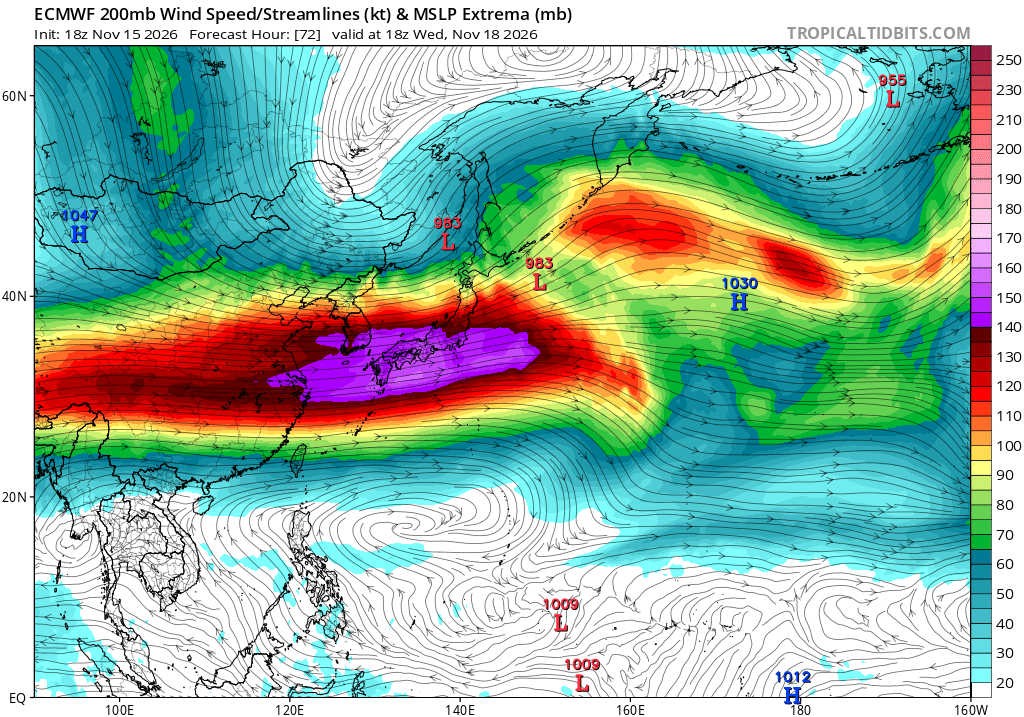 ECMWF 200mb Wind Speed/Streamlines (kt) & MSLP Extrema (mb)
Init: 18z Nov 15 2026   Forecast Hour: [72]   valid at 18z Wed, Nov 18 2026
TROPICALTIDBITS.COM
60N
40N
20N
EQ
100E
120E
140E
160E
180
160W
955
L
1047
H
983
L
983
L
1030
H
1009
L
1009
L
1012
H
250
230
210
200
190
180
170
160
150
140
130
120
110
100
90
80
70
60
50
40
30
20